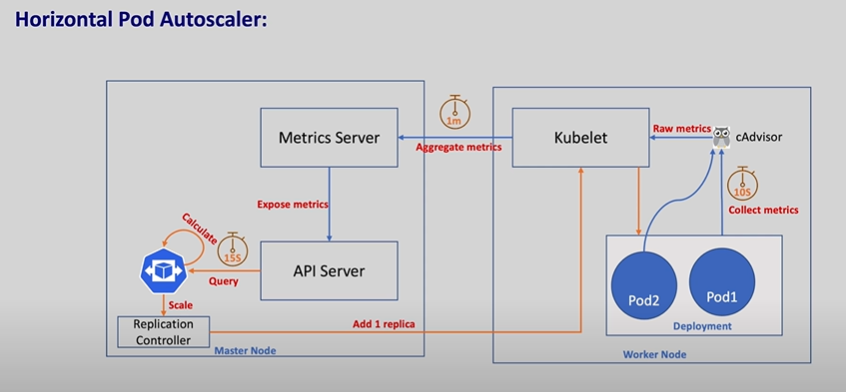 Horizontal Pod Autoscaler:
Metrics Server
1m
Aggregate metrics
Kubelet
Raw metrics
cAdvisor
10S
Collect metrics
Expose metrics
Calculate
15S
Query
API Server
Scale
Replication
Controller
Add 1 replica
Master Node
Pod2
Pod1
Deployment
Worker Node